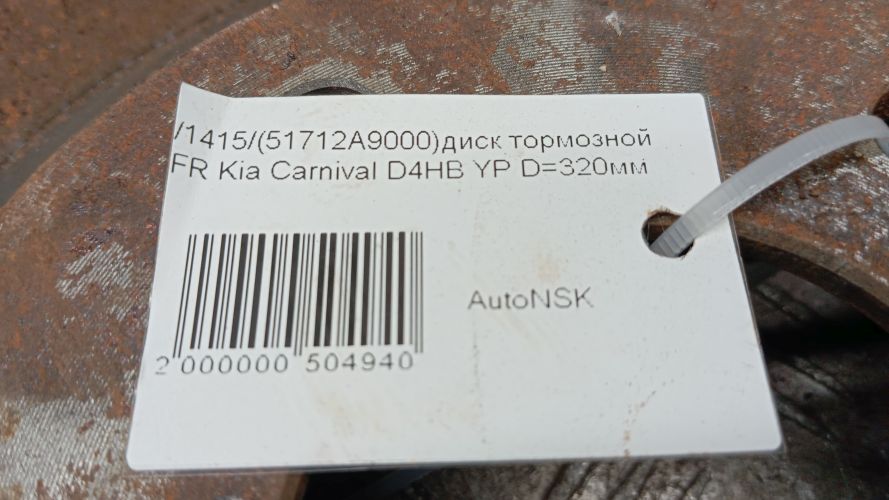 /1415/(51712A9000)диск тормозной
FR Kia Carnival D4HB YP D=320мм
AutoNSK
2 000000 504940